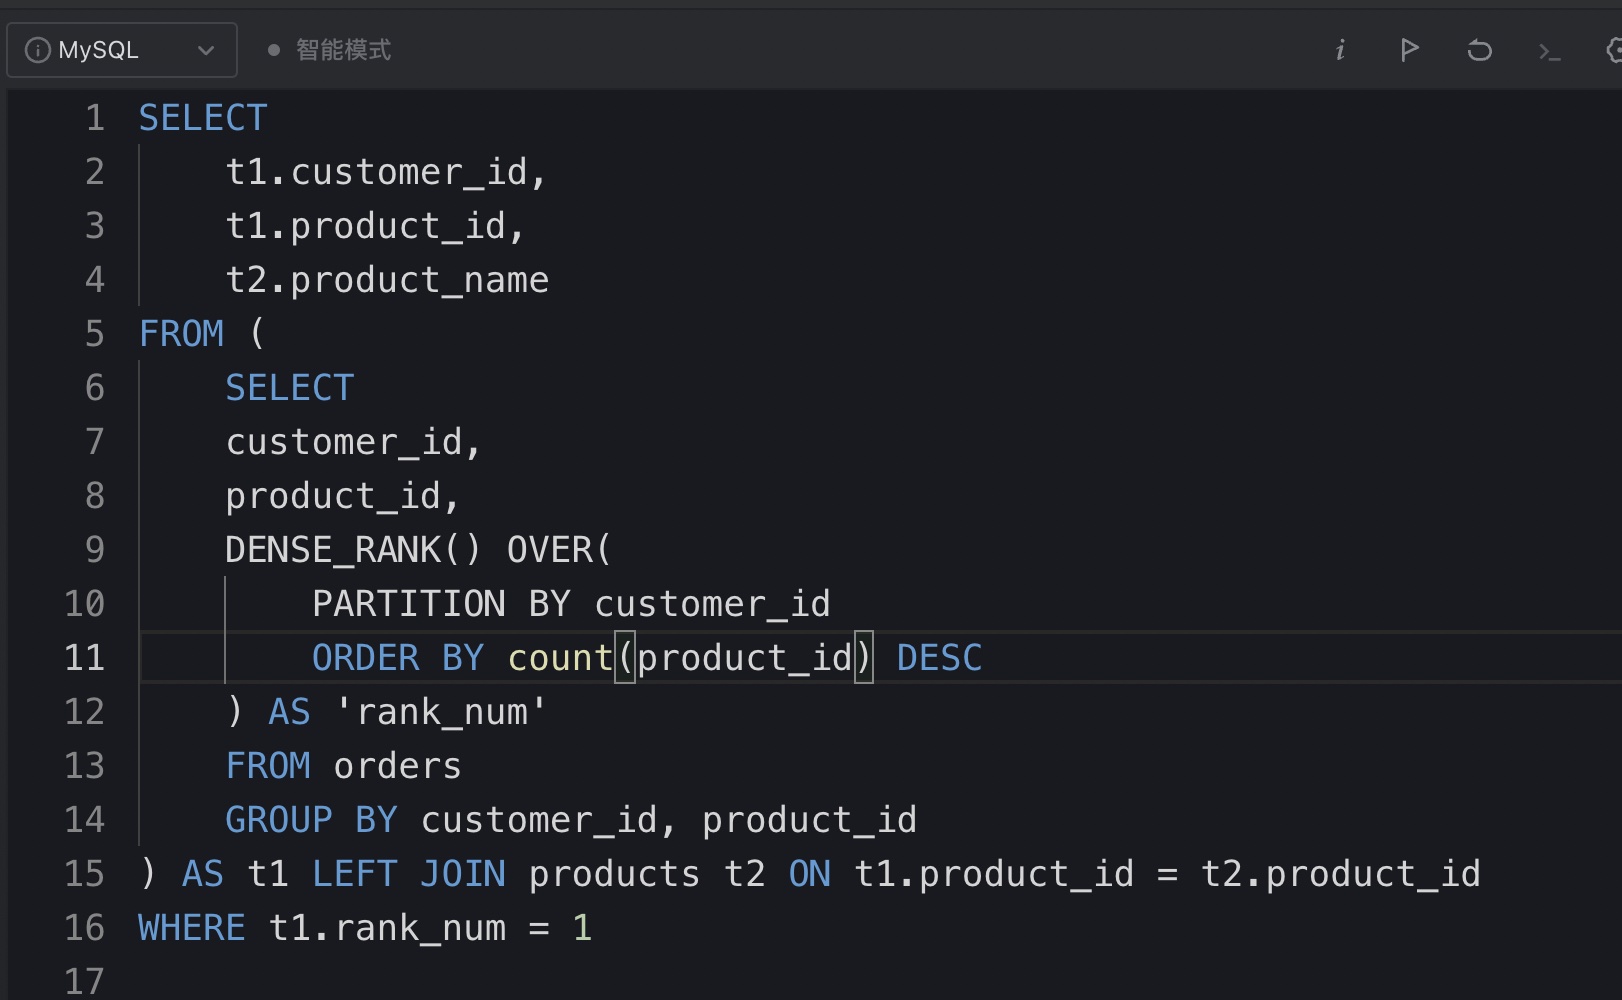 MySQL 智能模式
1 SELECT
2 t1.customer_id,
3 t1.product_id,
4 t2.product_name
5 FROM (
6 SELECT
7 customer_id,
8 product_id,
9 DENSE_RANK() OVER(
10 PARTITION BY customer_id
11 ORDER BY count(product_id) DESC
12 ) AS 'rank_num'
13 FROM orders
14 GROUP BY customer_id, product_id
15 ) AS t1 LEFT JOIN products t2 ON t1.product_id = t2.product_id
16 WHERE t1.rank_num = 1
17